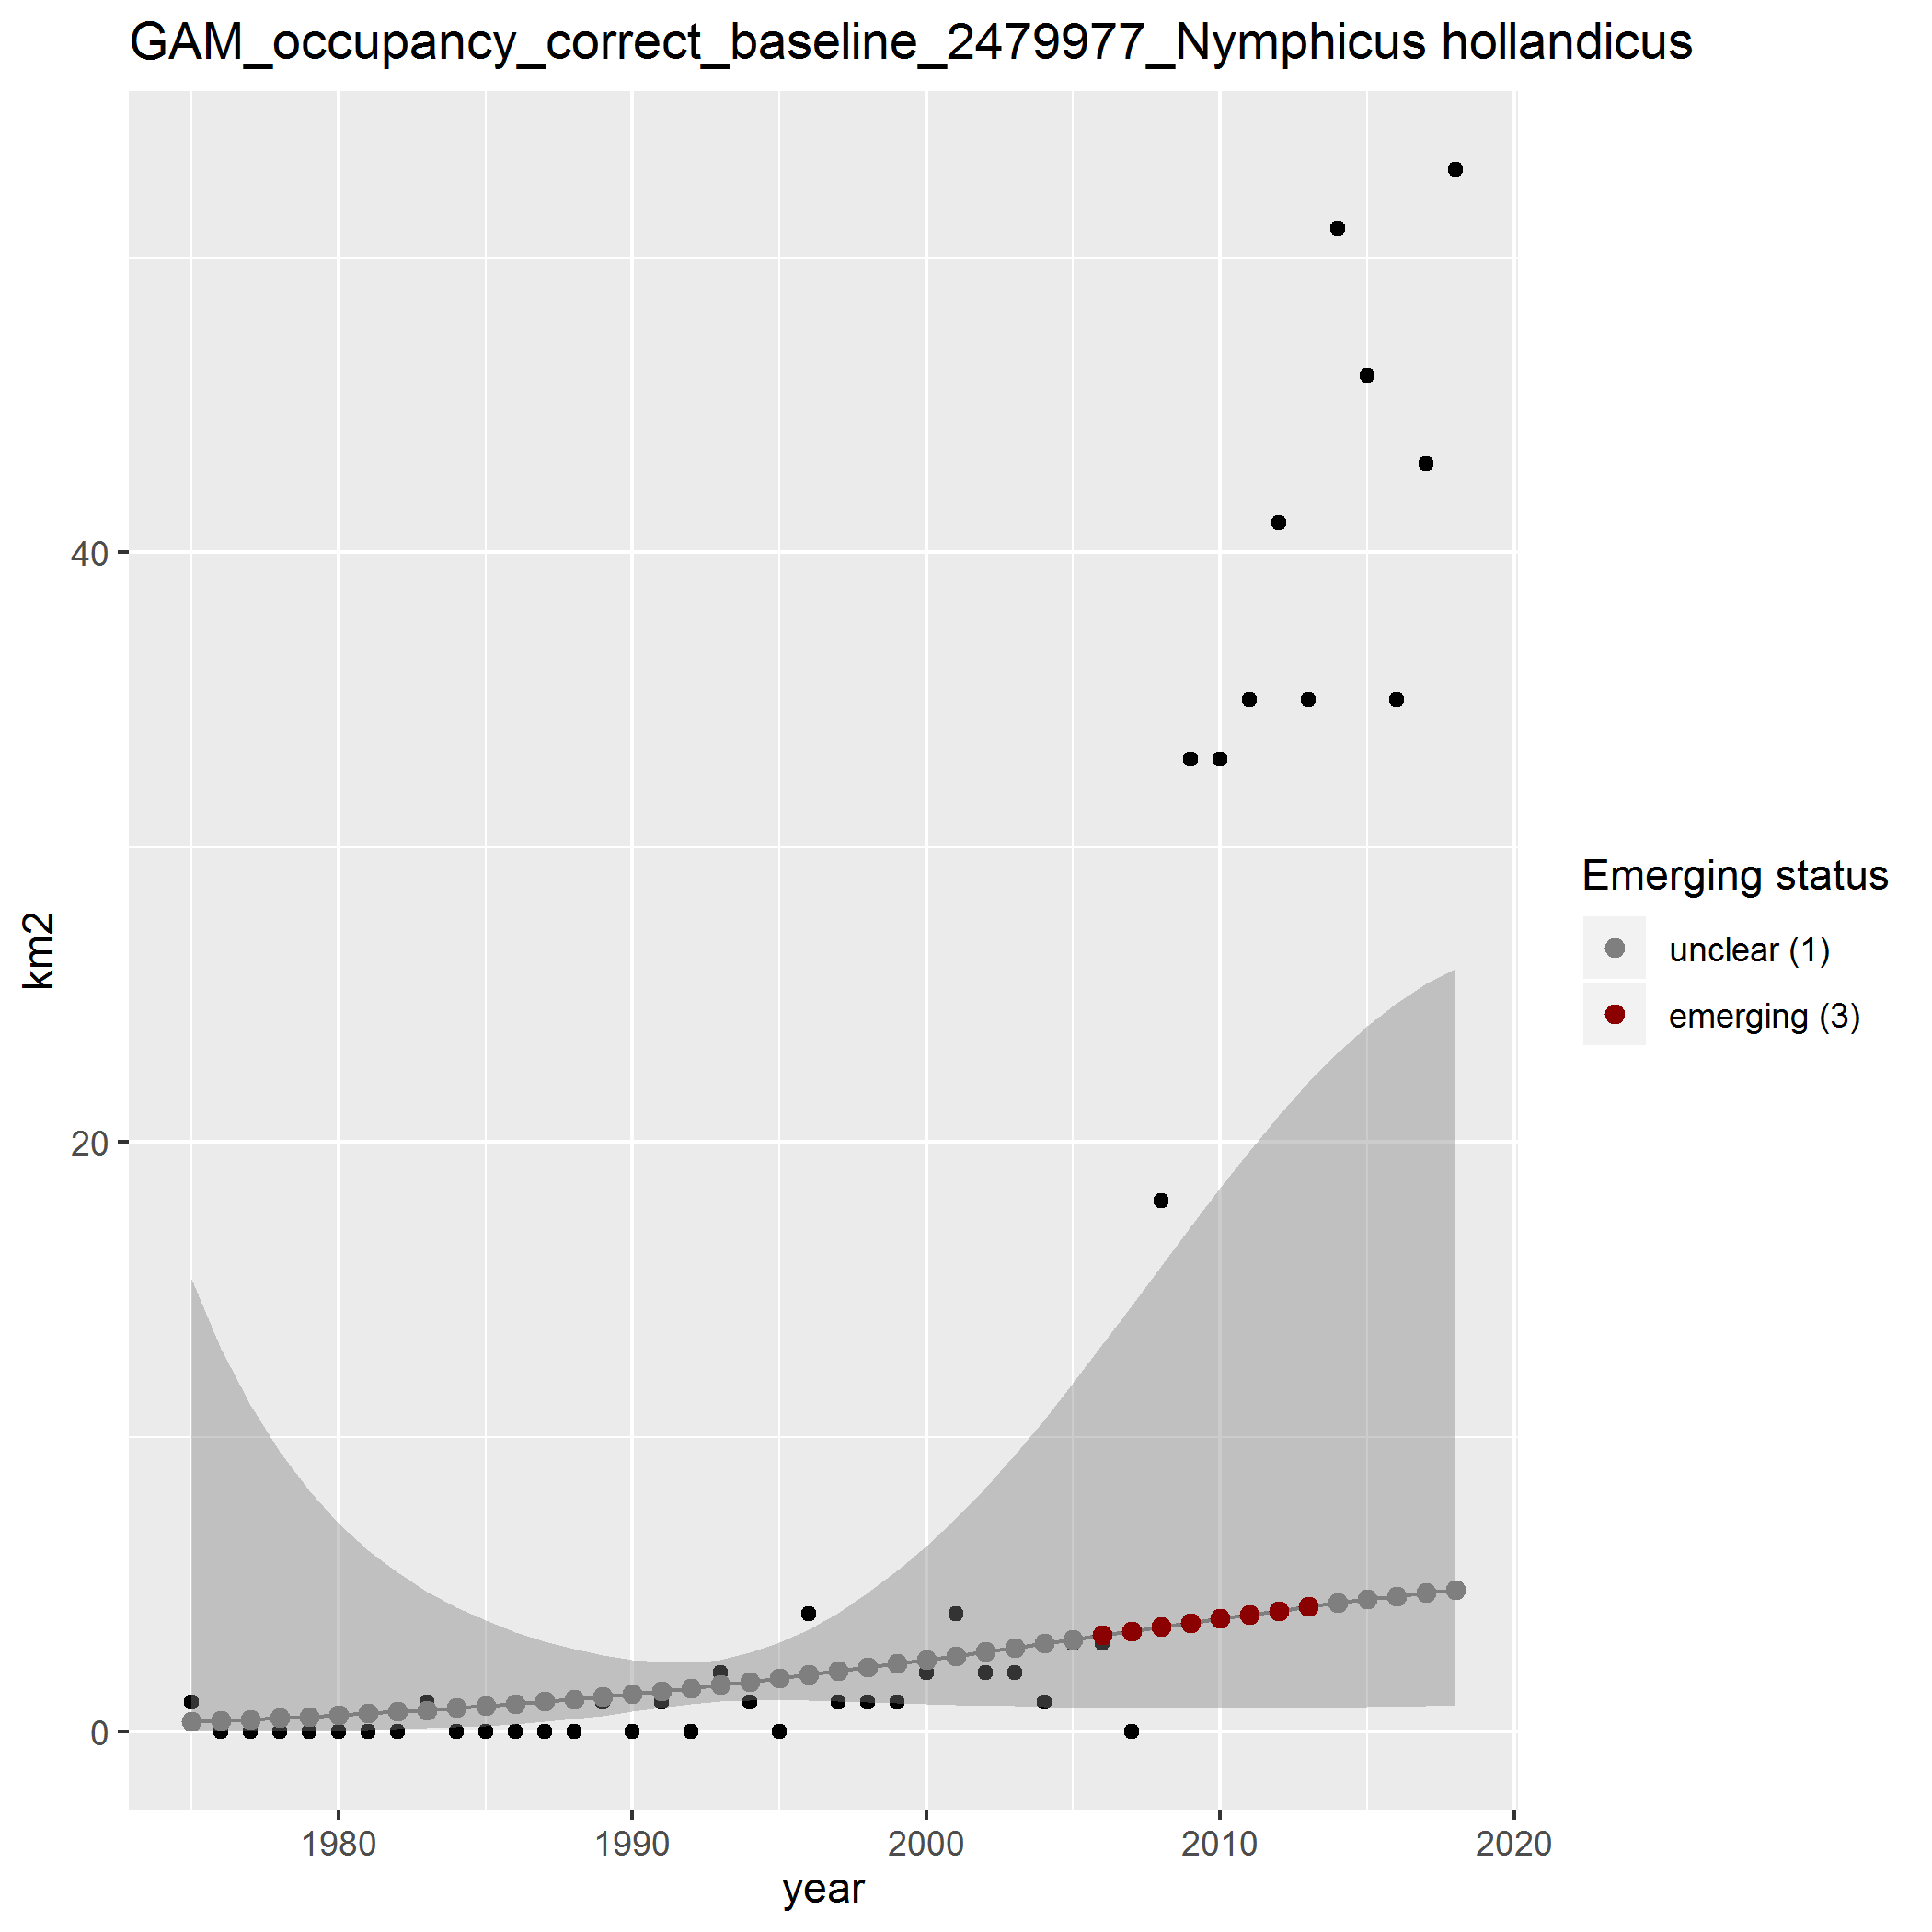 GAM_occupancy_correct_baseline_2479977_Nymphicus hollandicus
km2
40
20
0
1980
1990
2000
2010
2020
year
Emerging status
unclear (1)
emerging (3)